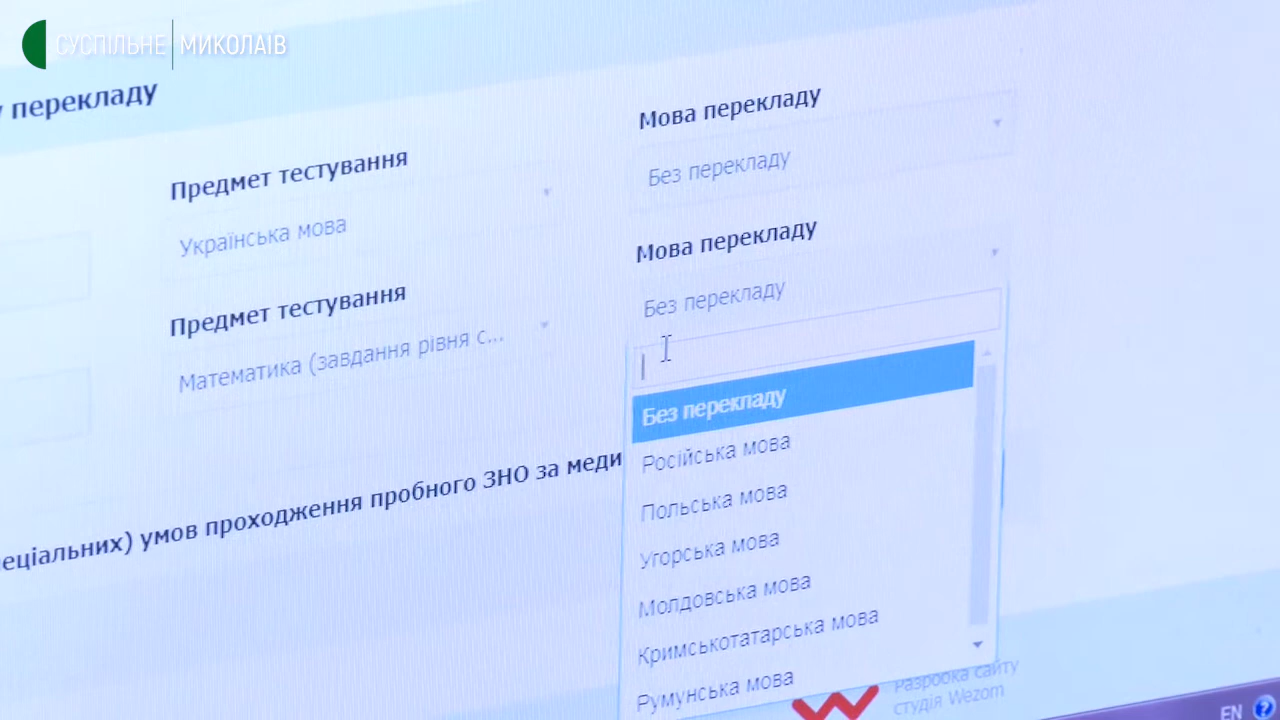 СУСПІЛЬНЕ МИКОЛАЇВ
у перекладу
Мова перекладу
Без перекладу
Предмет тестування
Українська мова
Мова перекладу
Без перекладу
Предмет тестування
Математика (завдання рівня с...
Без перекладу
Російська мова
Польська мова
Угорська мова
Молдовська мова
Кримськотатарська мова
Румунська мова
еціальних) умов проходження пробного ЗНО за меди
Разробка сайту
студія Wezom
EN